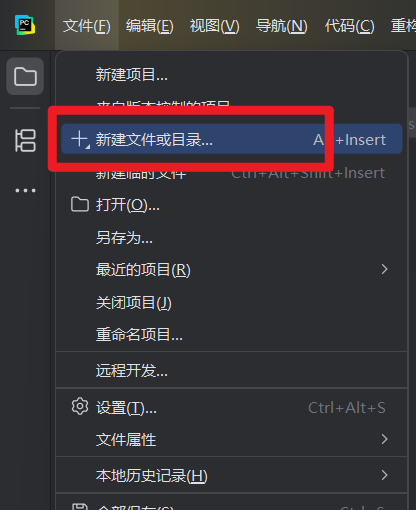 PC
文件(F) 编辑(E) 视图(V) 导航(N) 代码(C) 重构
新建项目...
来自版本控制的项目...
新建文件或目录... Alt+Insert
新建临时文件 Ctrl+Alt+Shift+Insert
打开(O)...
另存为...
最近的项目(R)
关闭项目(J)
重命名项目...
远程开发...
设置(T)... Ctrl+Alt+S
文件属性
本地历史记录(H)
全部保存(S) Ctrl+S